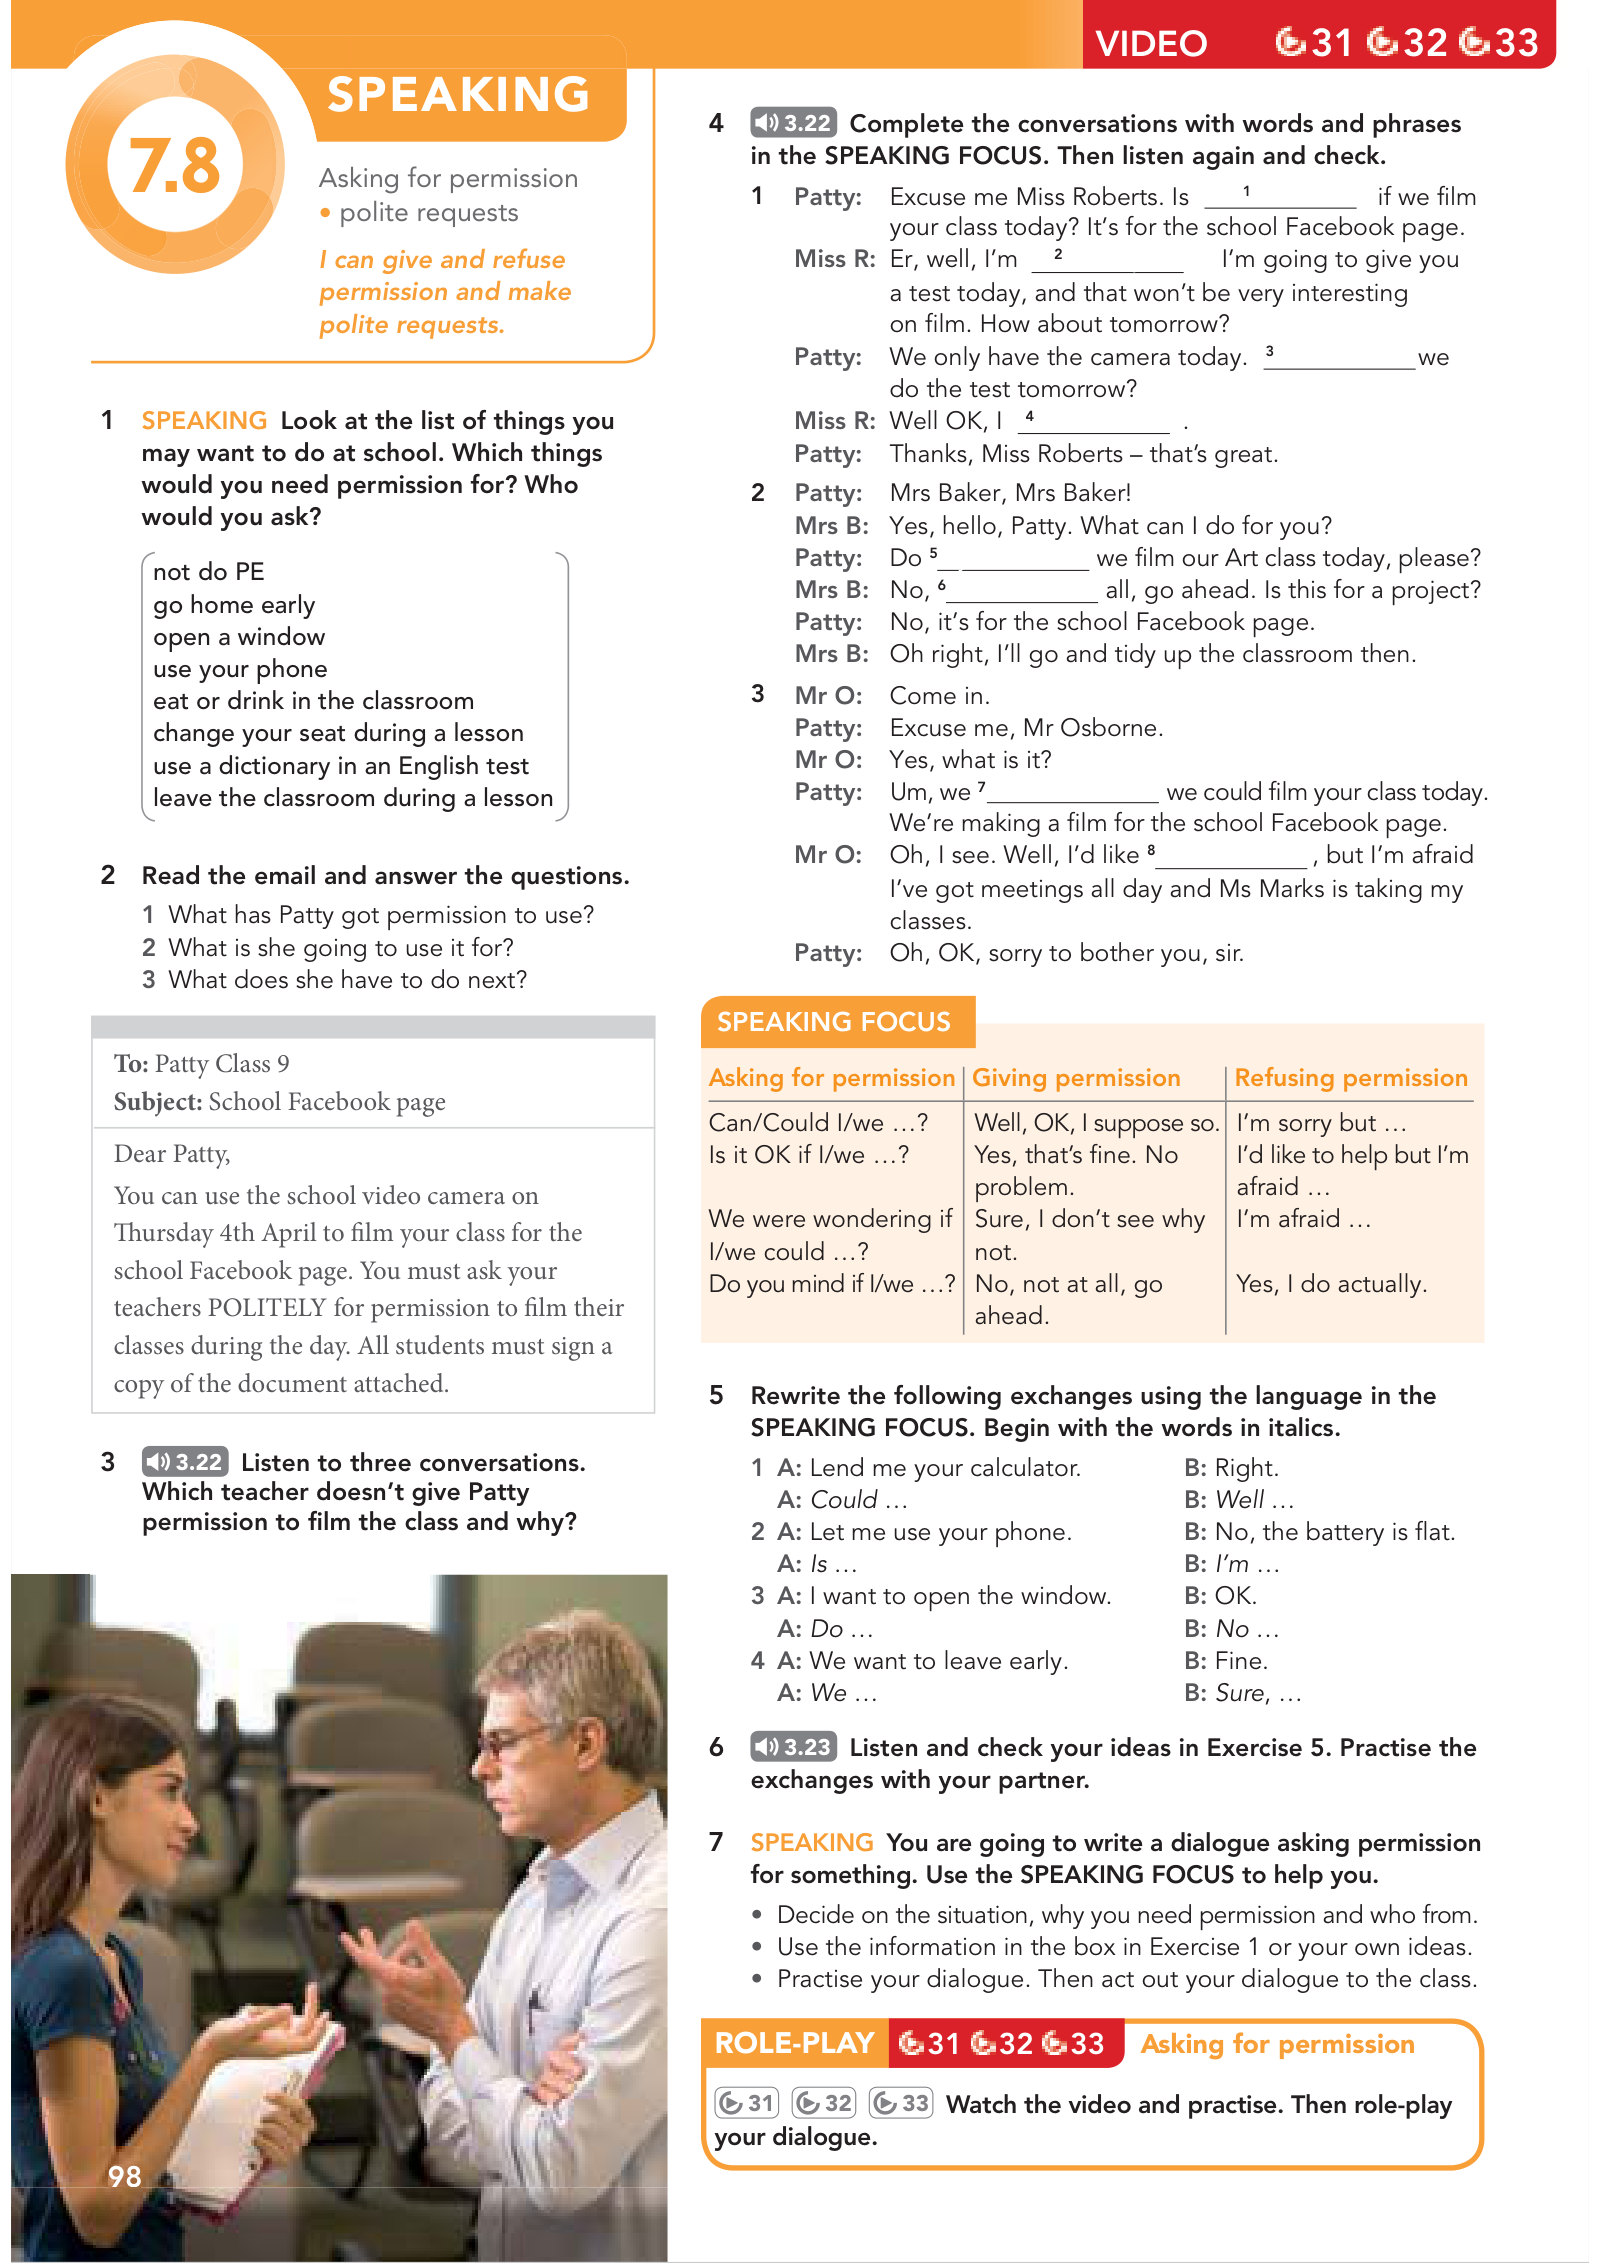 VIDEO 31 32 33
SPEAKING
7.8
Asking for permission
• polite requests
I can give and refuse
permission and make
polite requests.
1 SPEAKING Look at the list of things you
may want to do at school. Which things
would you need permission for? Who
would you ask?
not do PE
go home early
open a window
use your phone
eat or drink in the classroom
change your seat during a lesson
use a dictionary in an English test
leave the classroom during a lesson
2 Read the email and answer the questions.
1 What has Patty got permission to use?
2 What is she going to use it for?
3 What does she have to do next?
To: Patty Class 9
Subject: School Facebook page
Dear Patty,
You can use the school video camera on
Thursday 4th April to film your class for the
school Facebook page. You must ask your
teachers POLITELY for permission to film their
classes during the day. All students must sign a
copy of the document attached.
3 3.22 Listen to three conversations.
Which teacher doesn't give Patty
permission to film the class and why?
98
4 3.22 Complete the conversations with words and phrases
in the SPEAKING FOCUS. Then listen again and check.
1 Patty: Excuse me Miss Roberts. Is ___1___ if we film
your class today? It's for the school Facebook page.
Miss R: Er, well, I'm ___2___ I'm going to give you
a test today, and that won't be very interesting
on film. How about tomorrow?
Patty: We only have the camera today. 3______ we
do the test tomorrow?
Miss R: Well OK, I 4______ .
Patty: Thanks, Miss Roberts – that's great.
2 Patty: Mrs Baker, Mrs Baker!
Mrs B: Yes, hello, Patty. What can I do for you?
Patty: Do 5______ we film our Art class today, please?
Mrs B: No, 6______ all, go ahead. Is this for a project?
Patty: No, it's for the school Facebook page.
Mrs B: Oh right, I'll go and tidy up the classroom then.
3 Mr O: Come in.
Patty: Excuse me, Mr Osborne.
Mr O: Yes, what is it?
Patty: Um, we 7______ we could film your class today.
We're making a film for the school Facebook page.
Mr O: Oh, I see. Well, I'd like 8______ , but I'm afraid
I've got meetings all day and Ms Marks is taking my
classes.
Patty: Oh, OK, sorry to bother you, sir.
SPEAKING FOCUS
Asking for permission Giving permission Refusing permission
Can/Could I/we …? Well, OK, I suppose so. I'm sorry but …
Is it OK if I/we …? Yes, that's fine. No I'd like to help but I'm
problem. afraid …
We were wondering if Sure, I don't see why I'm afraid …
I/we could …? not.
Do you mind if I/we …? No, not at all, go Yes, I do actually.
ahead.
5 Rewrite the following exchanges using the language in the
SPEAKING FOCUS. Begin with the words in italics.
1 A: Lend me your calculator. B: Right.
A: Could … B: Well …
2 A: Let me use your phone. B: No, the battery is flat.
A: Is … B: I'm …
3 A: I want to open the window. B: OK.
A: Do … B: No …
4 A: We want to leave early. B: Fine.
A: We … B: Sure, …
6 3.23 Listen and check your ideas in Exercise 5. Practise the
exchanges with your partner.
7 SPEAKING You are going to write a dialogue asking permission
for something. Use the SPEAKING FOCUS to help you.
• Decide on the situation, why you need permission and who from.
• Use the information in the box in Exercise 1 or your own ideas.
• Practise your dialogue. Then act out your dialogue to the class.
ROLE-PLAY 31 32 33 Asking for permission
31 32 33 Watch the video and practise. Then role-play
your dialogue.